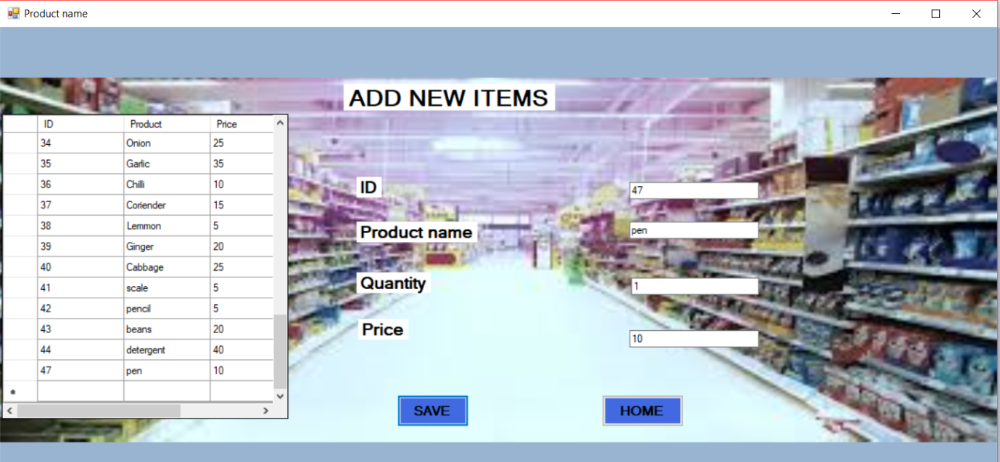 Product name
ADD NEW ITEMS
ID Product Price
34 Onion 25
35 Garlic 35
36 Chilli 10
37 Coriender 15
38 Lemmon 5
39 Ginger 20
40 Cabbage 25
41 scale 5
42 pencil 5
43 beans 20
44 detergent 40
47 pen 10
*
ID 47
Product name pen
Quantity 1
Price 10
SAVE HOME